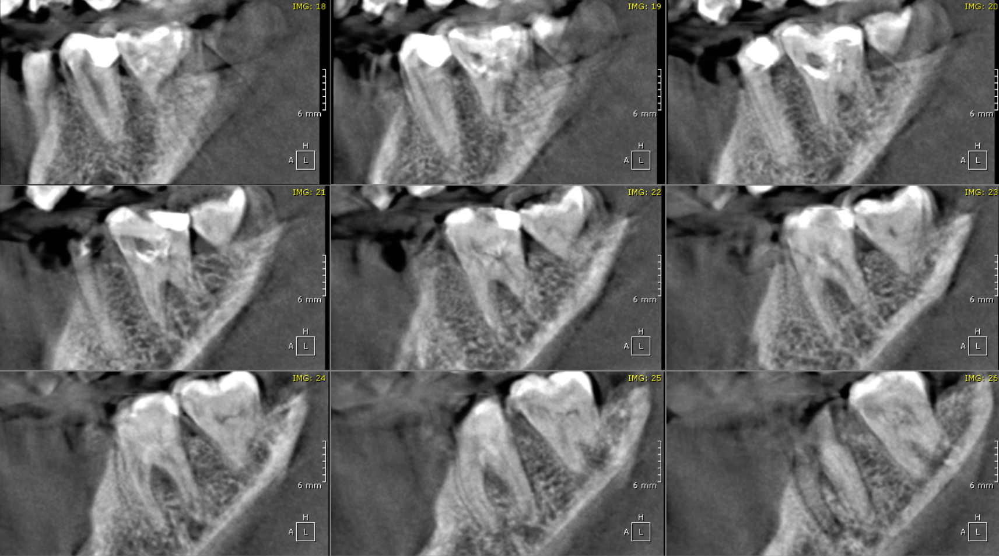 IMG: 18
6 mm
H
A L
IMG: 19
6 mm
H
A L
IMG: 20
6 mm
H
A L
IMG: 21
6 mm
H
A L
IMG: 22
6 mm
H
A L
IMG: 23
6 mm
H
A L
IMG: 24
6 mm
H
A L
IMG: 25
6 mm
H
A L
IMG: 26
6 mm
H
A L